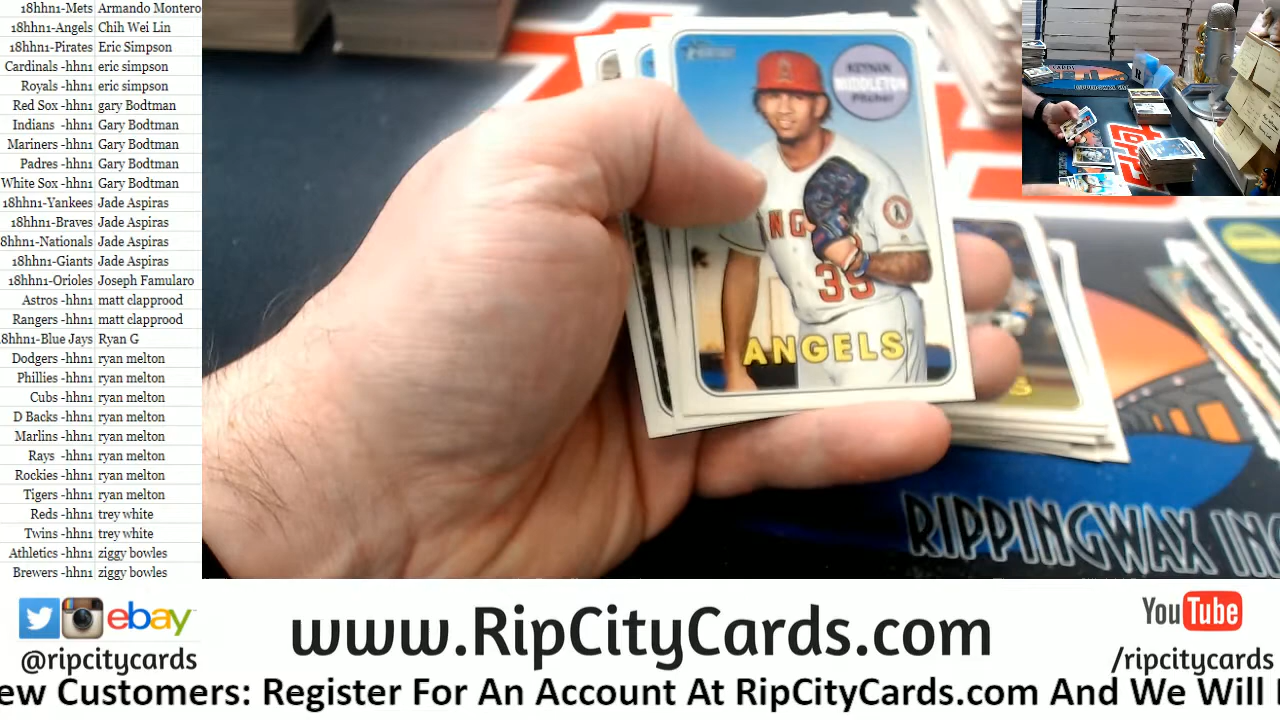 18hhn1-Mets Armando Montero
18hhn1-Angels Chih Wei Lin
18hhn1-Pirates Eric Simpson
Cardinals -hhn1 eric simpson
Royals -hhn1 eric simpson
Red Sox -hhn1 gary Bodtman
Indians -hhn1 Gary Bodtman
Mariners -hhn1 Gary Bodtman
Padres -hhn1 Gary Bodtman
White Sox -hhn1 Gary Bodtman
18hhn1-Yankees Jade Aspiras
18hhn1-Braves Jade Aspiras
8hhn1-Nationals Jade Aspiras
18hhn1-Giants Jade Aspiras
18hhn1-Orioles Joseph Famularo
Astros -hhn1 matt clapprood
Rangers -hhn1 matt clapprood
8hhn1-Blue Jays Ryan G
Dodgers -hhn1 ryan melton
Phillies -hhn1 ryan melton
Cubs -hhn1 ryan melton
D Backs -hhn1 ryan melton
Marlins -hhn1 ryan melton
Rays -hhn1 ryan melton
Rockies -hhn1 ryan melton
Tigers -hhn1 ryan melton
Reds -hhn1 trey white
Twins -hhn1 trey white
Athletics -hhn1 ziggy bowles
Brewers -hhn1 ziggy bowles
KEYNAN
MIDDLETON
PITCHER
NG
35
A
ANGELS
S
RIPPINGWAX INC
CARDS
topps
ebay
@ripcitycards
www.RipCityCards.com
YouTube
/ripcitycards
ew Customers: Register For An Account At RipCityCards.com And We Will